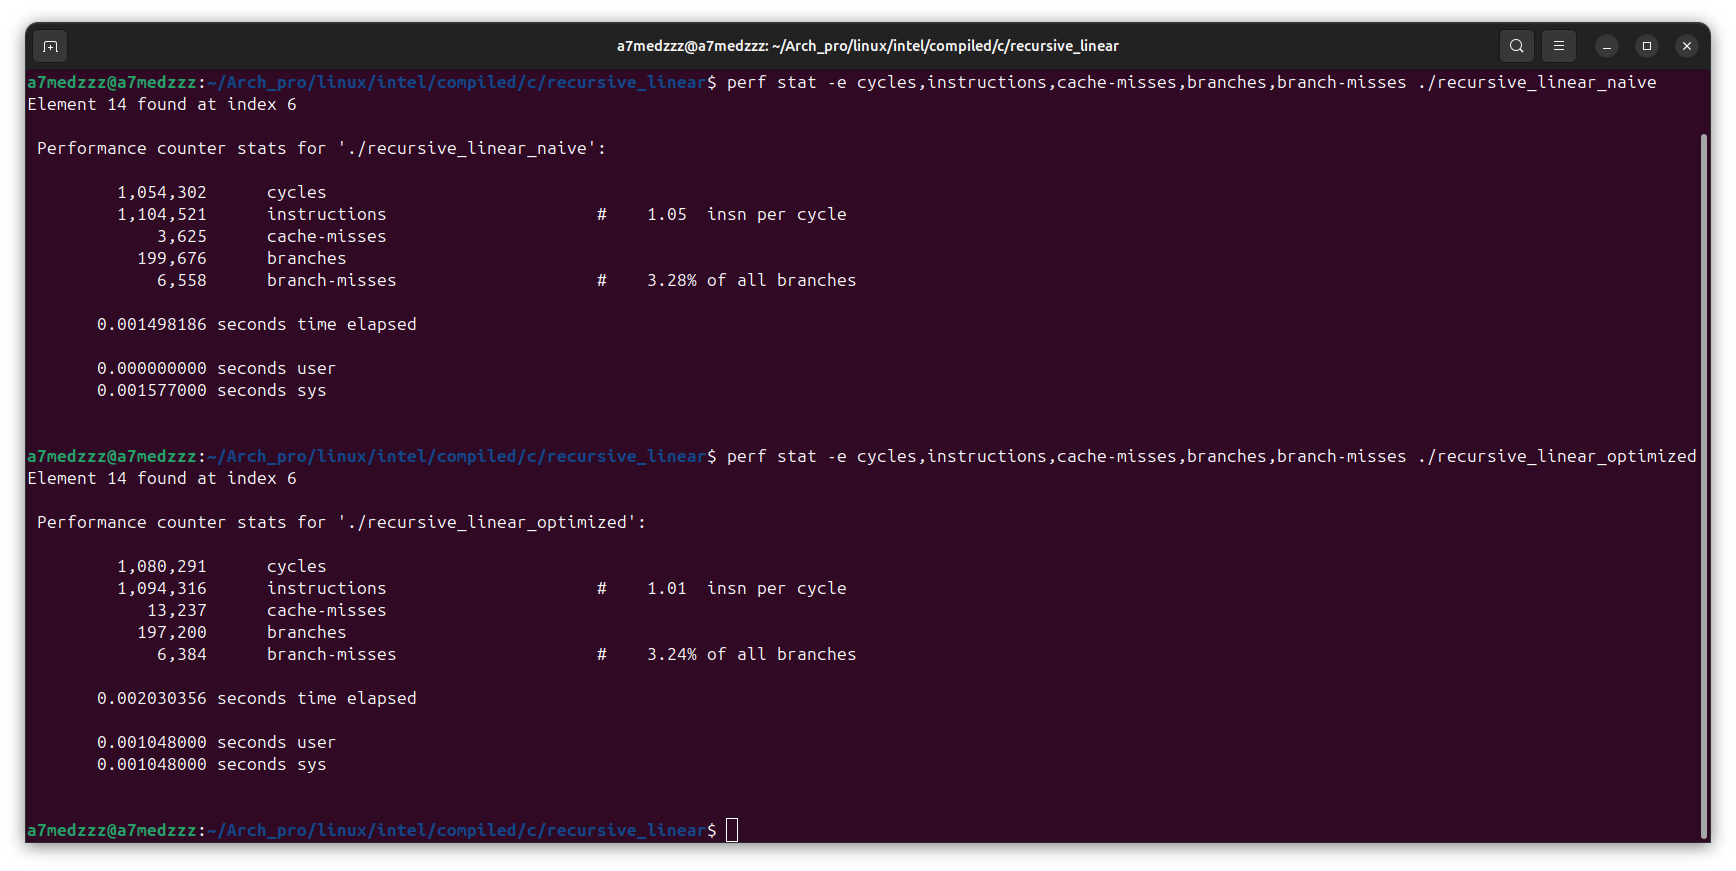 a7medzzz@a7medzzz: ~/Arch_pro/linux/intel/compiled/c/recursive_linear
a7medzzz@a7medzzz:~/Arch_pro/linux/intel/compiled/c/recursive_linear$ perf stat -e cycles,instructions,cache-misses,branches,branch-misses ./recursive_linear_naive
Element 14 found at index 6
Performance counter stats for './recursive_linear_naive':
1,054,302 cycles
1,104,521 instructions # 1.05 insn per cycle
3,625 cache-misses
199,676 branches
6,558 branch-misses # 3.28% of all branches
0.001498186 seconds time elapsed
0.000000000 seconds user
0.001577000 seconds sys
a7medzzz@a7medzzz:~/Arch_pro/linux/intel/compiled/c/recursive_linear$ perf stat -e cycles,instructions,cache-misses,branches,branch-misses ./recursive_linear_optimized
Element 14 found at index 6
Performance counter stats for './recursive_linear_optimized':
1,080,291 cycles
1,094,316 instructions # 1.01 insn per cycle
13,237 cache-misses
197,200 branches
6,384 branch-misses # 3.24% of all branches
0.002030356 seconds time elapsed
0.001048000 seconds user
0.001048000 seconds sys
a7medzzz@a7medzzz:~/Arch_pro/linux/intel/compiled/c/recursive_linear$